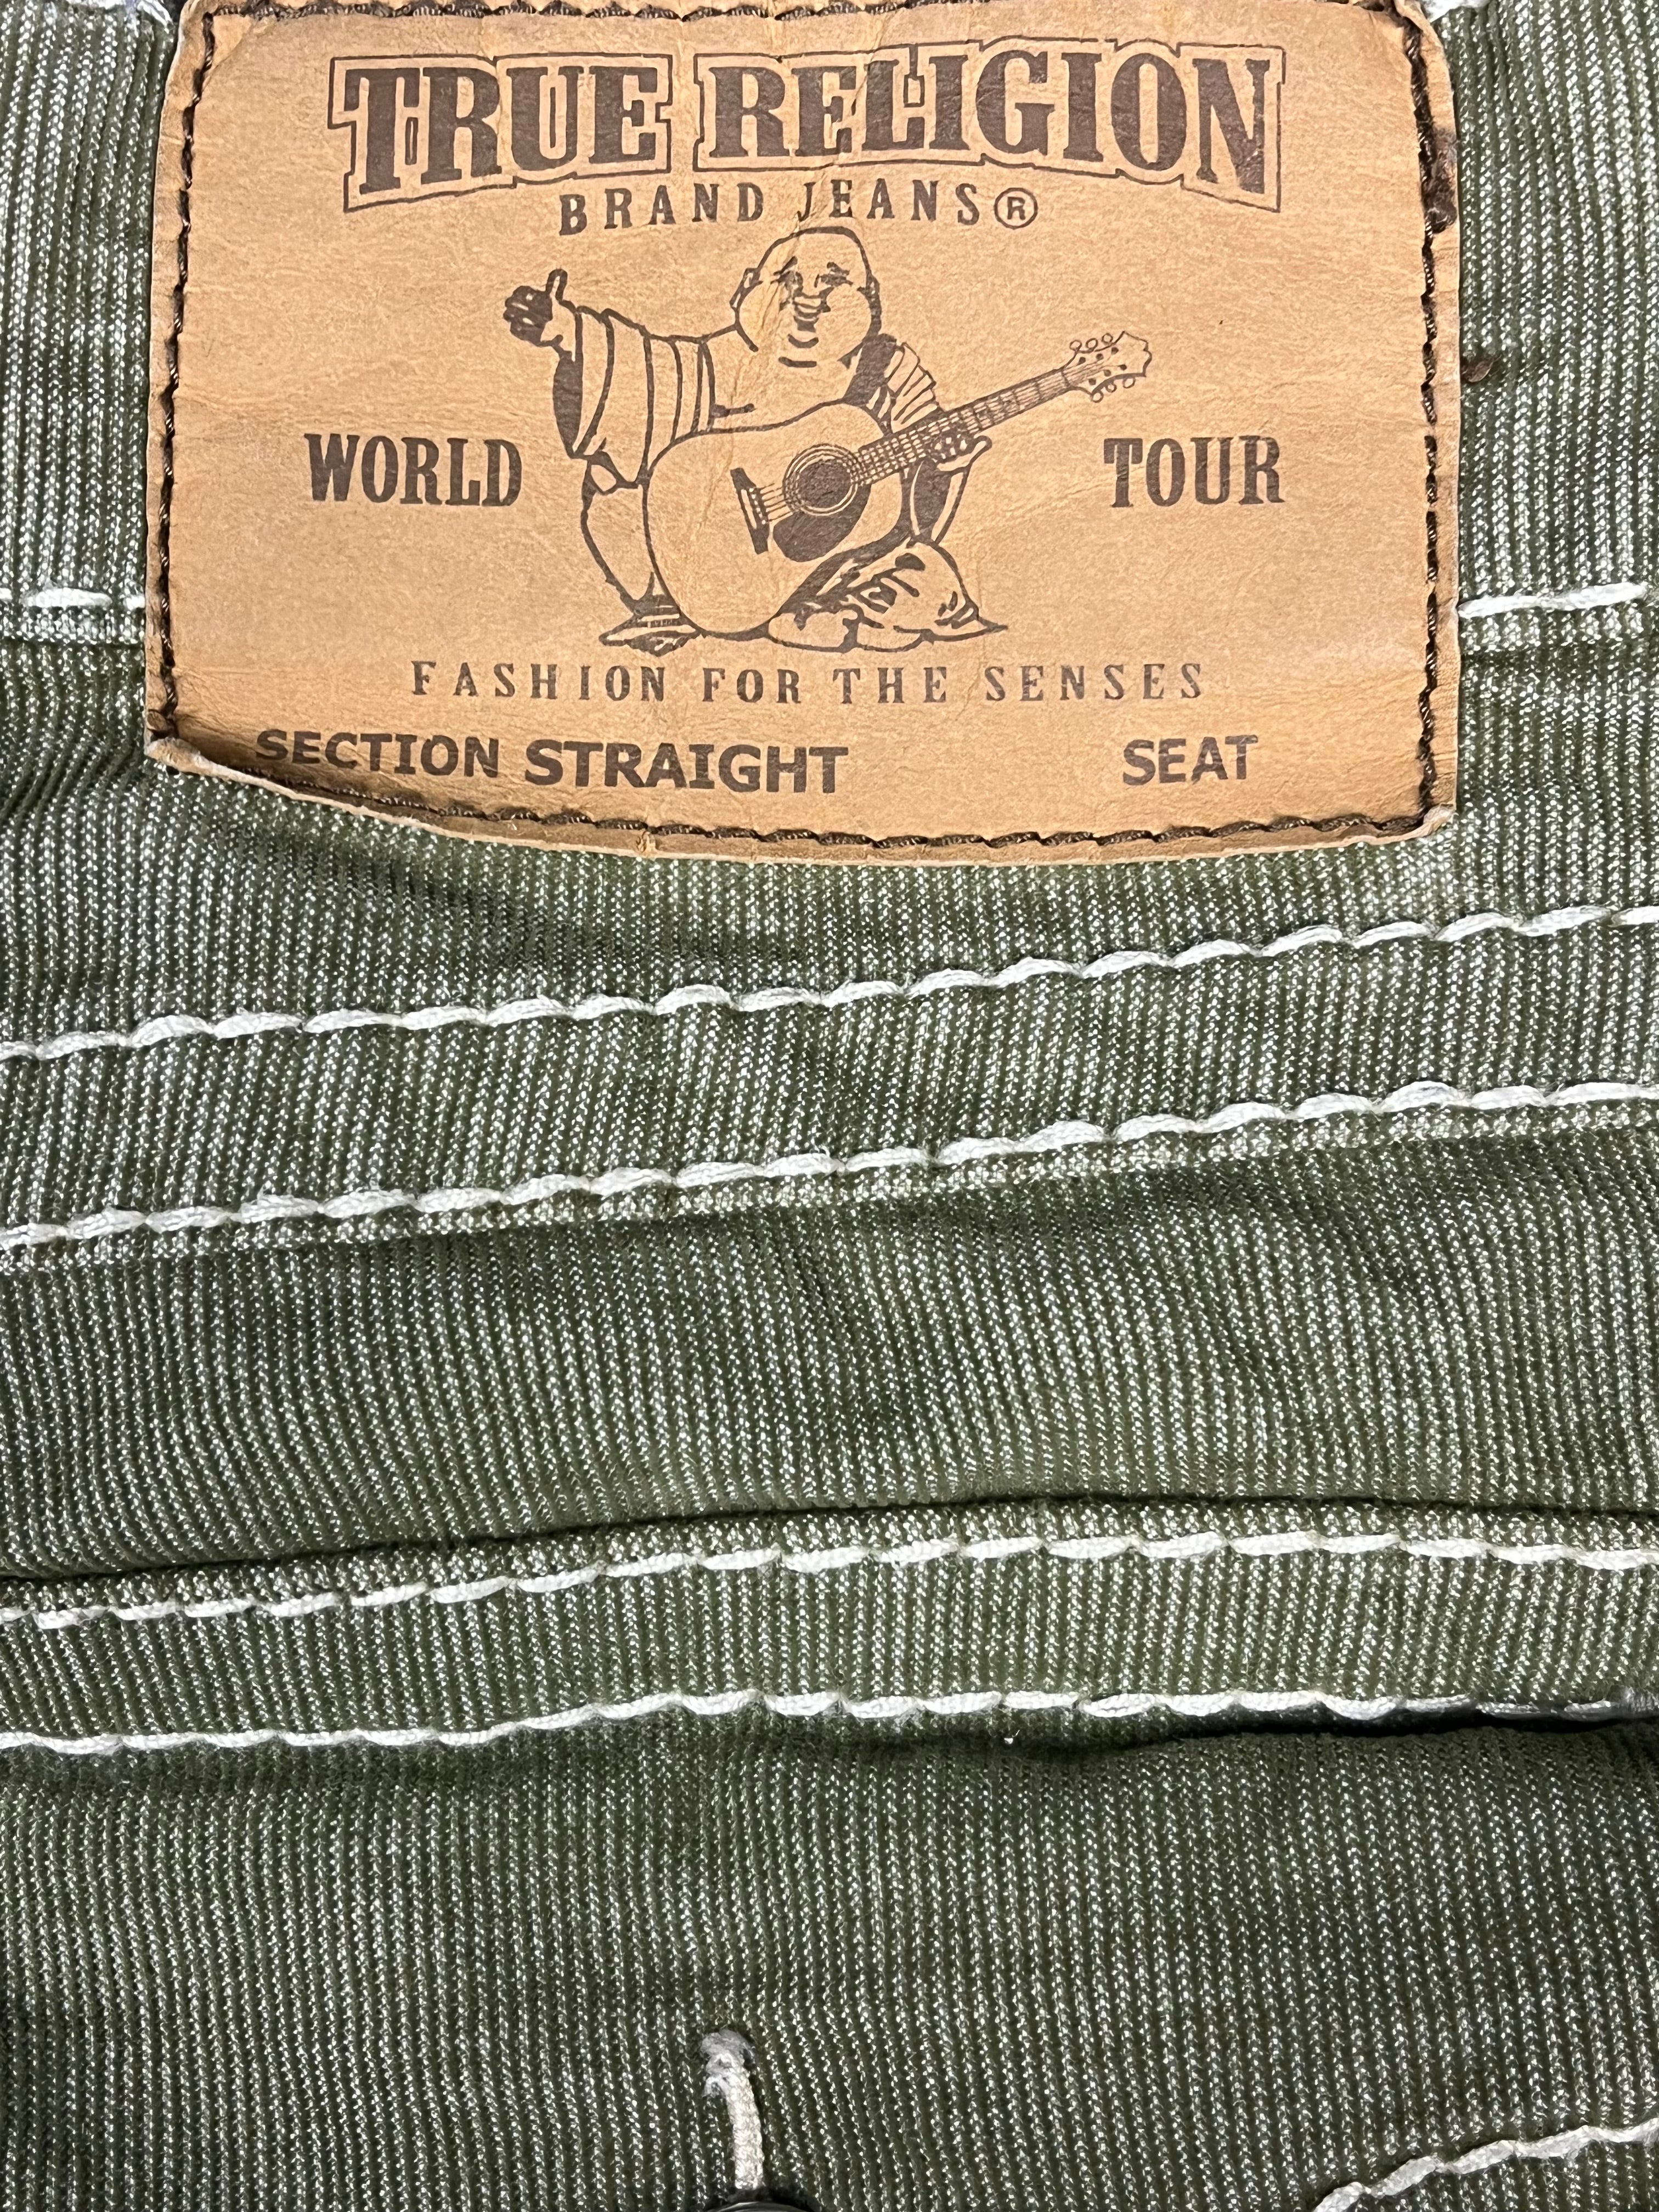 TRUE RELIGION
BRAND JEANS®
WORLD TOUR
FASHION FOR THE SENSES
SECTION STRAIGHT SEAT